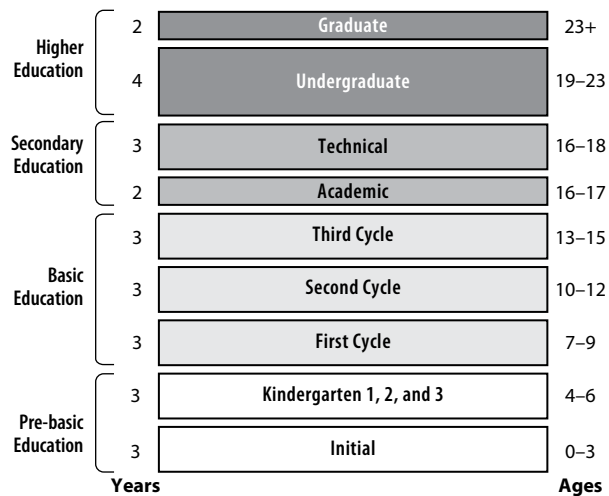 Higher
Education
2 Graduate 23+
4 Undergraduate 19–23
Secondary
Education
3 Technical 16–18
2 Academic 16–17
Basic
Education
3 Third Cycle 13–15
3 Second Cycle 10–12
3 First Cycle 7–9
Pre-basic
Education
3 Kindergarten 1, 2, and 3 4–6
3 Initial 0–3
Years Ages